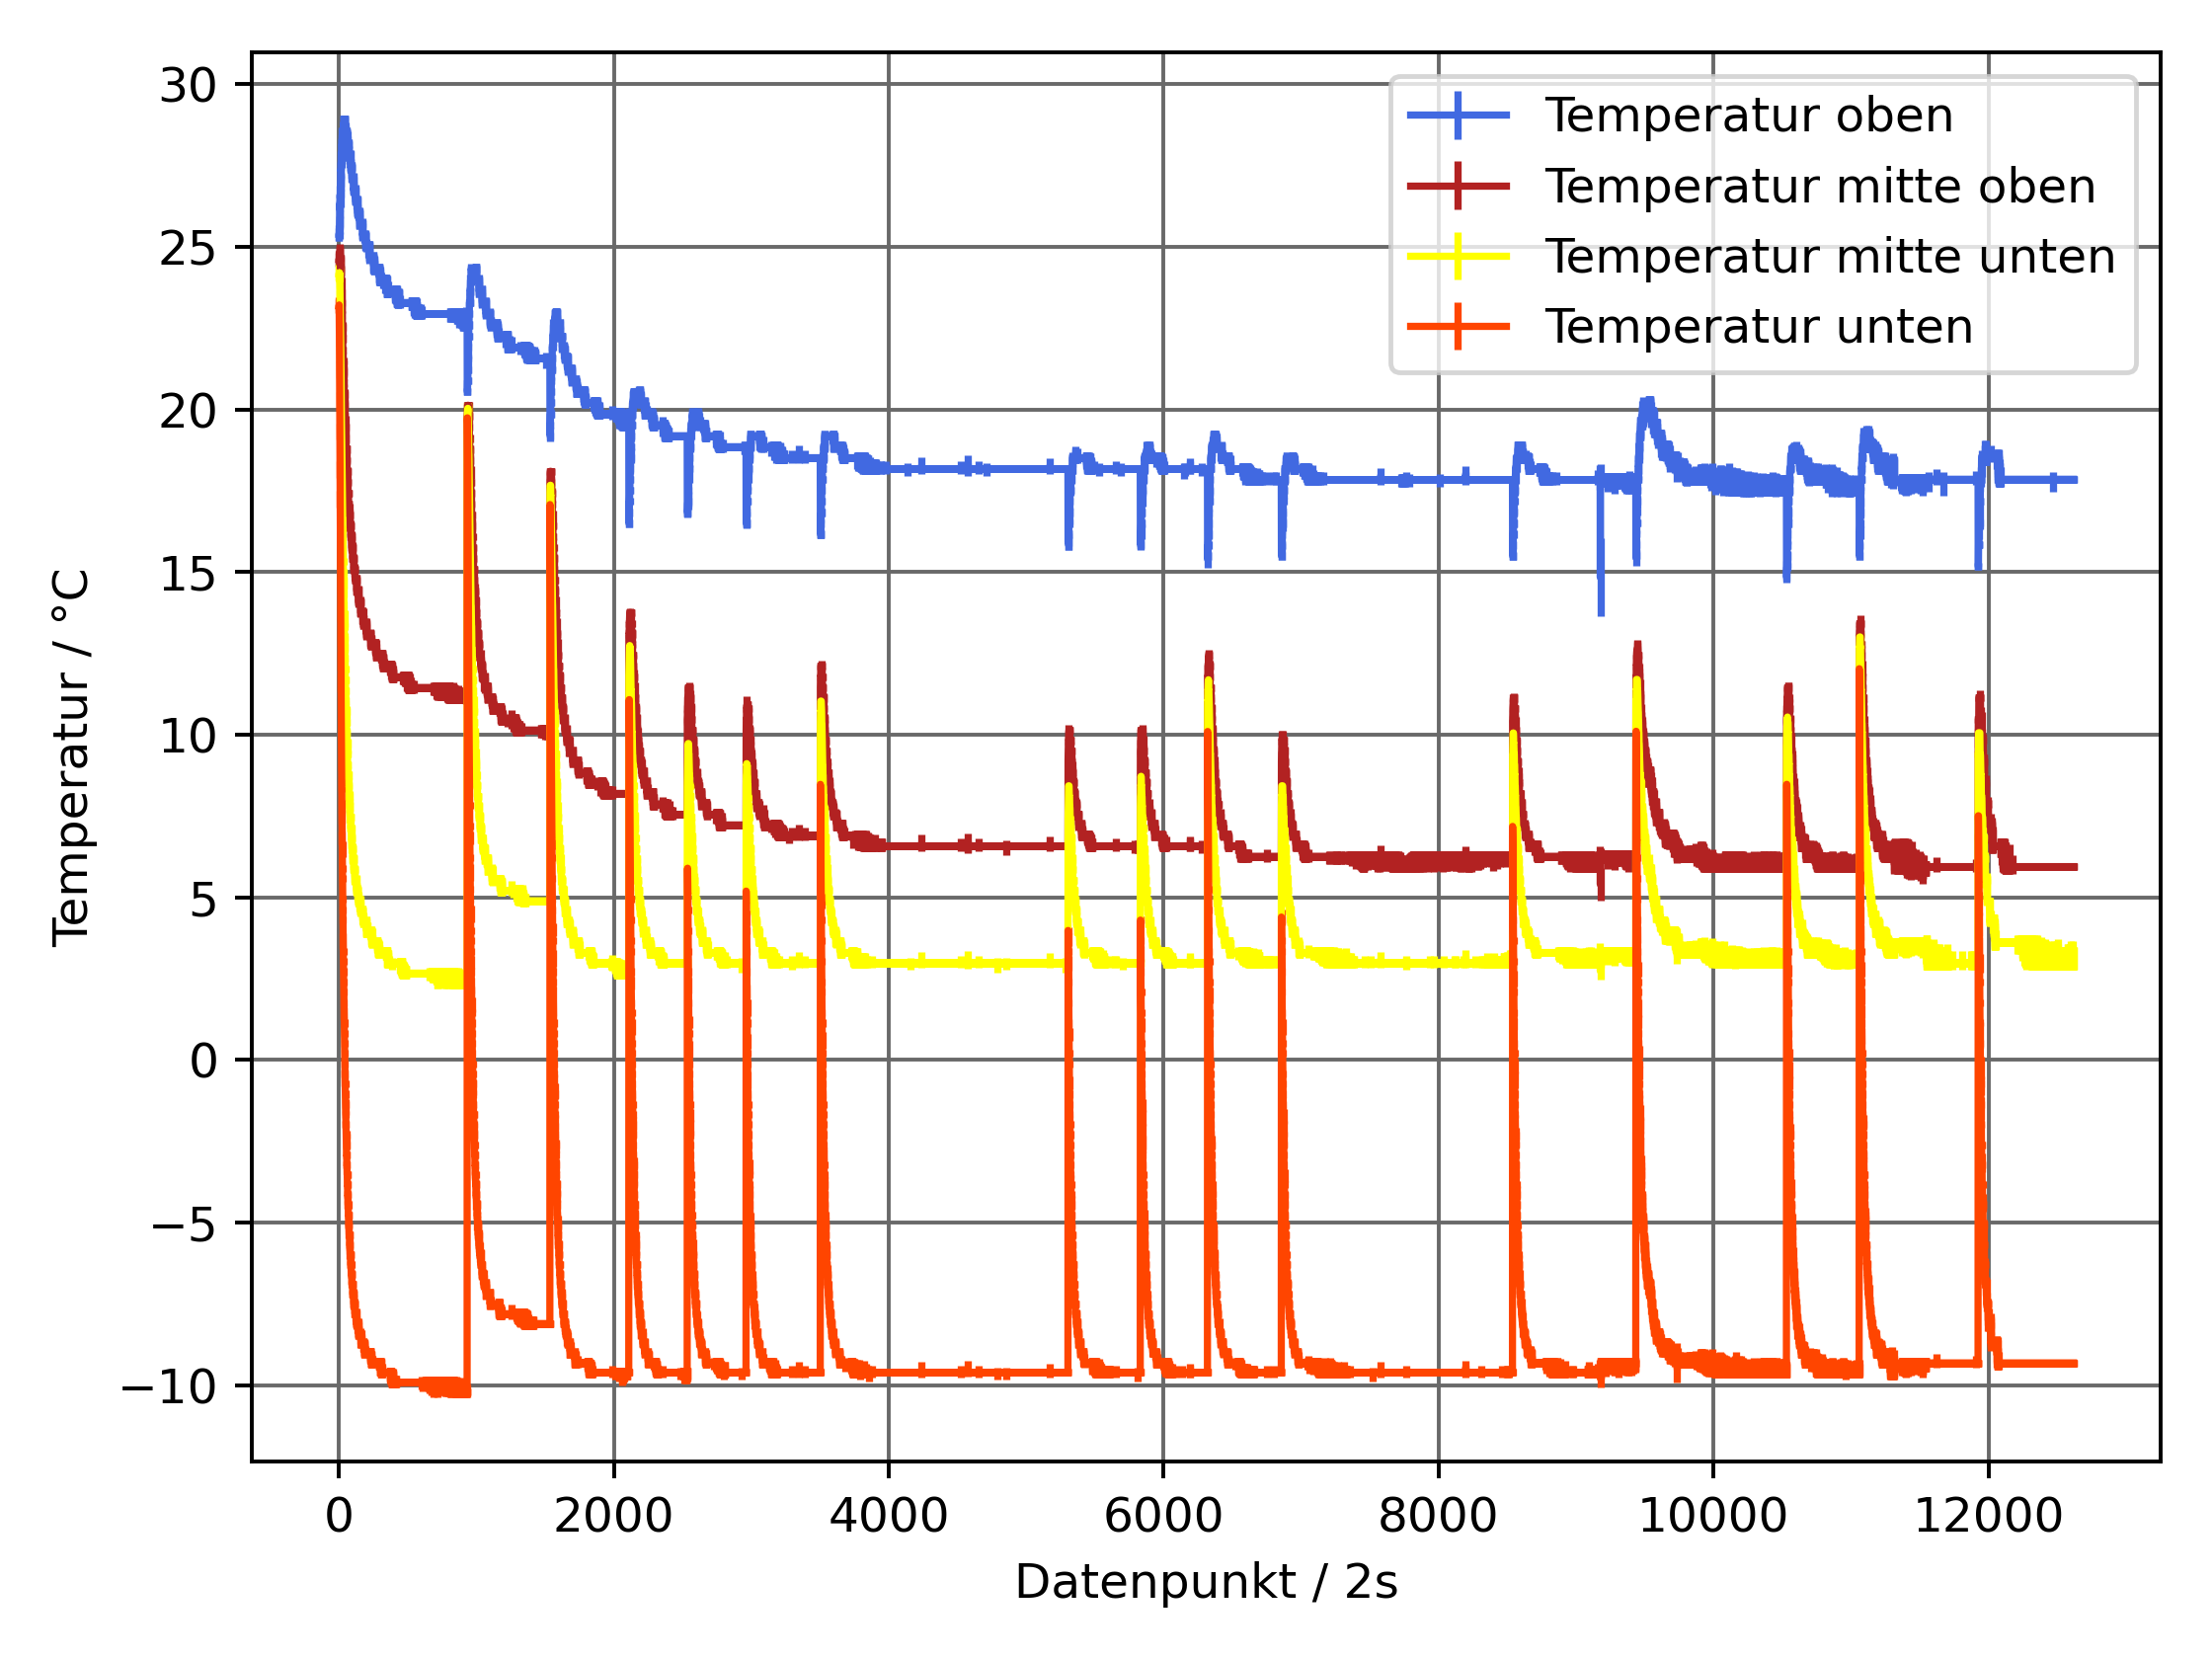 Temperatur / °C
30
25
20
15
10
5
0
−5
−10
Temperatur oben
Temperatur mitte oben
Temperatur mitte unten
Temperatur unten
0 2000 4000 6000 8000 10000 12000
Datenpunkt / 2s